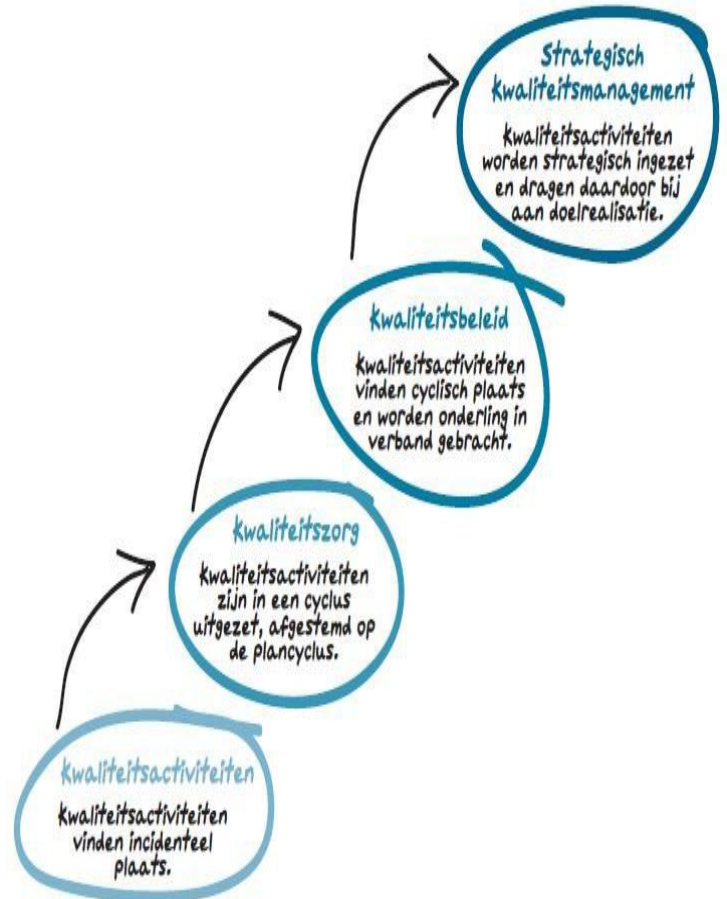 Strategisch
kwaliteitsmanagement
kwaliteitsactiviteiten
worden strategisch ingezet
en dragen daardoor bij
aan doelrealisatie.
kwaliteitsbeleid
kwaliteitsactiviteiten
vinden cyclisch plaats
en worden onderling in
verband gebracht.
kwaliteitszorg
kwaliteitsactiviteiten
zijn in een cyclus
uitgezet, afgestemd op
de plancyclus.
kwaliteitsactiviteiten
kwaliteitsactiviteiten
vinden incidenteel
plaats.